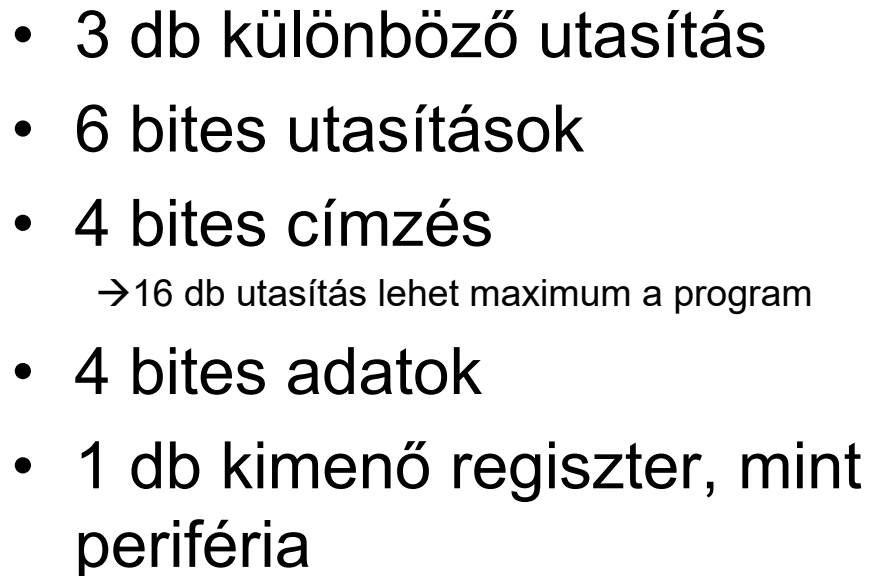 • 3 db különböző utasítás
• 6 bites utasítások
• 4 bites címzés
→16 db utasítás lehet maximum a program
• 4 bites adatok
• 1 db kimenő regiszter, mint
periféria